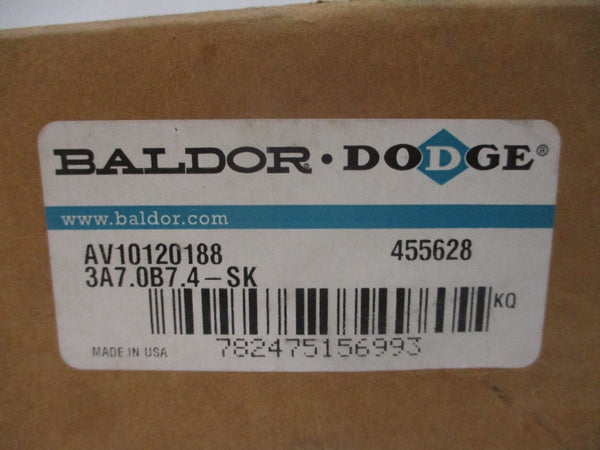 BALDOR · DODGE®
www.baldor.com
AV10120188 455628
3A7.0B7.4-SK
KQ
MADE IN USA 782475156993